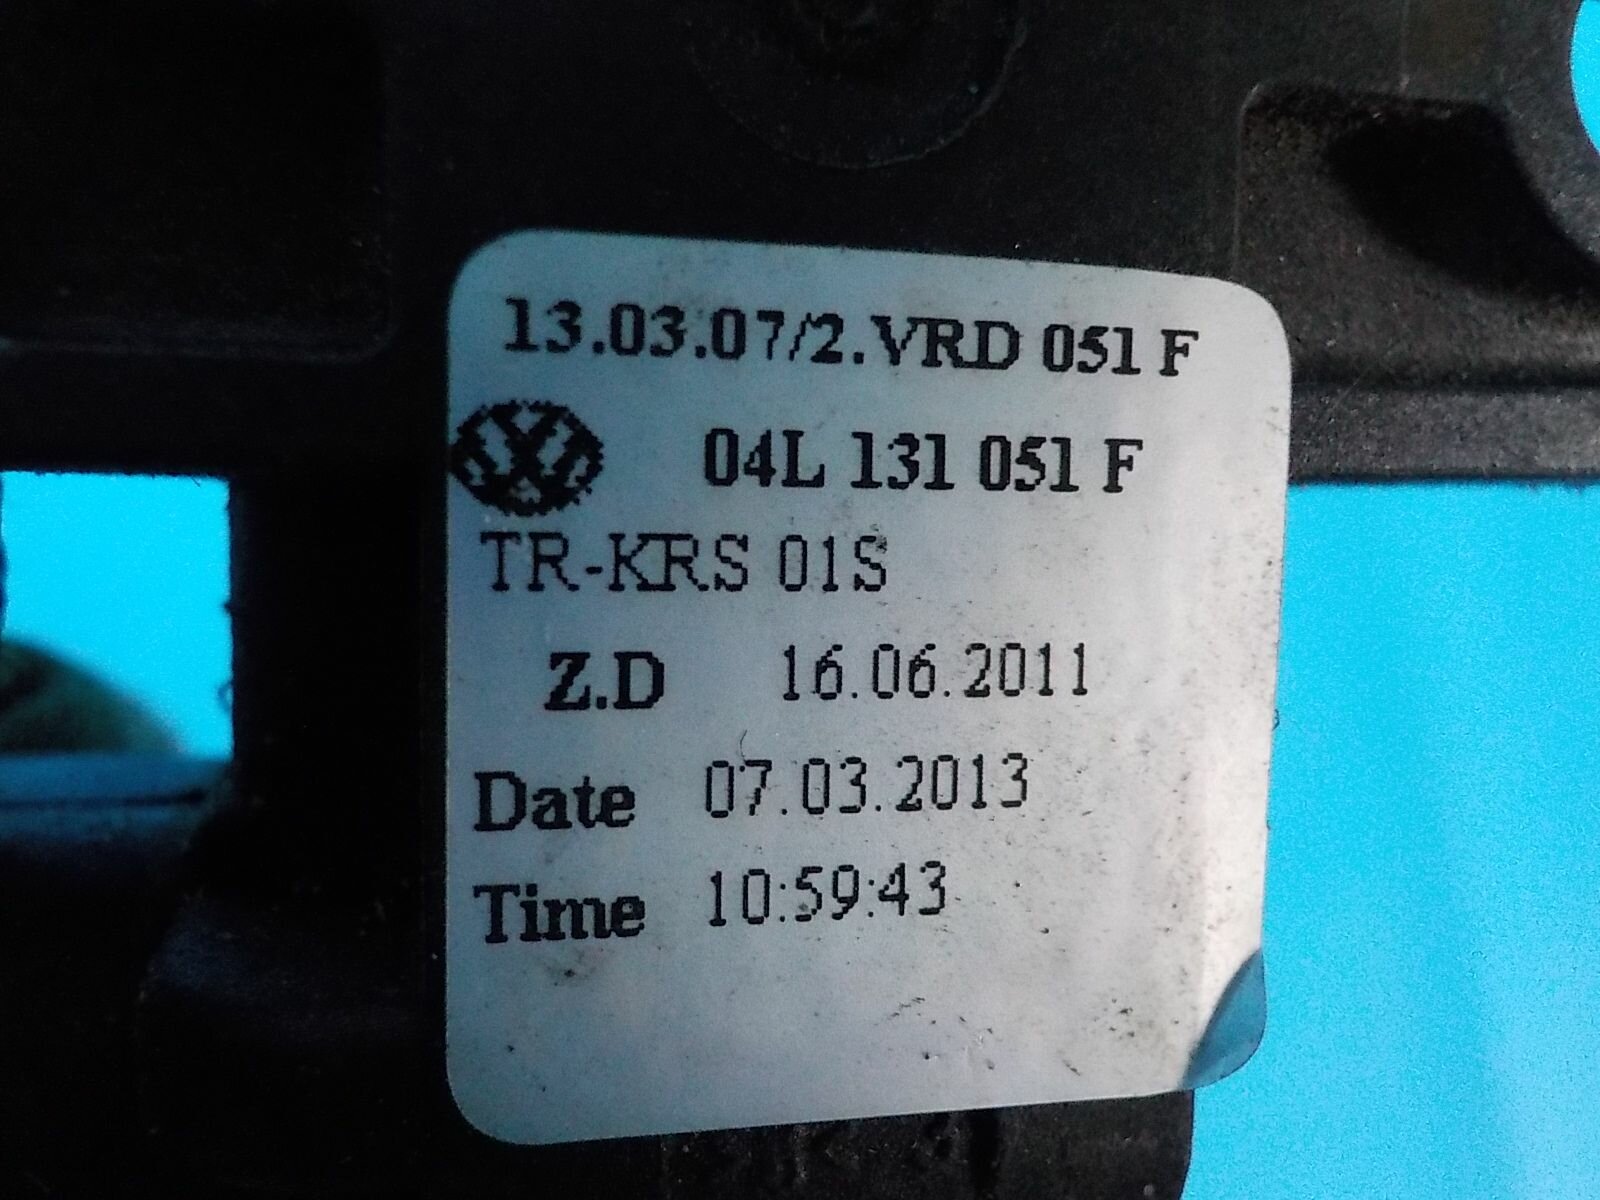 13.03.07/2.VRD 051 F
04L 131 051 F
TR-KRS 01S
Z.D 16.06.2011
Date 07.03.2013
Time 10:59:43